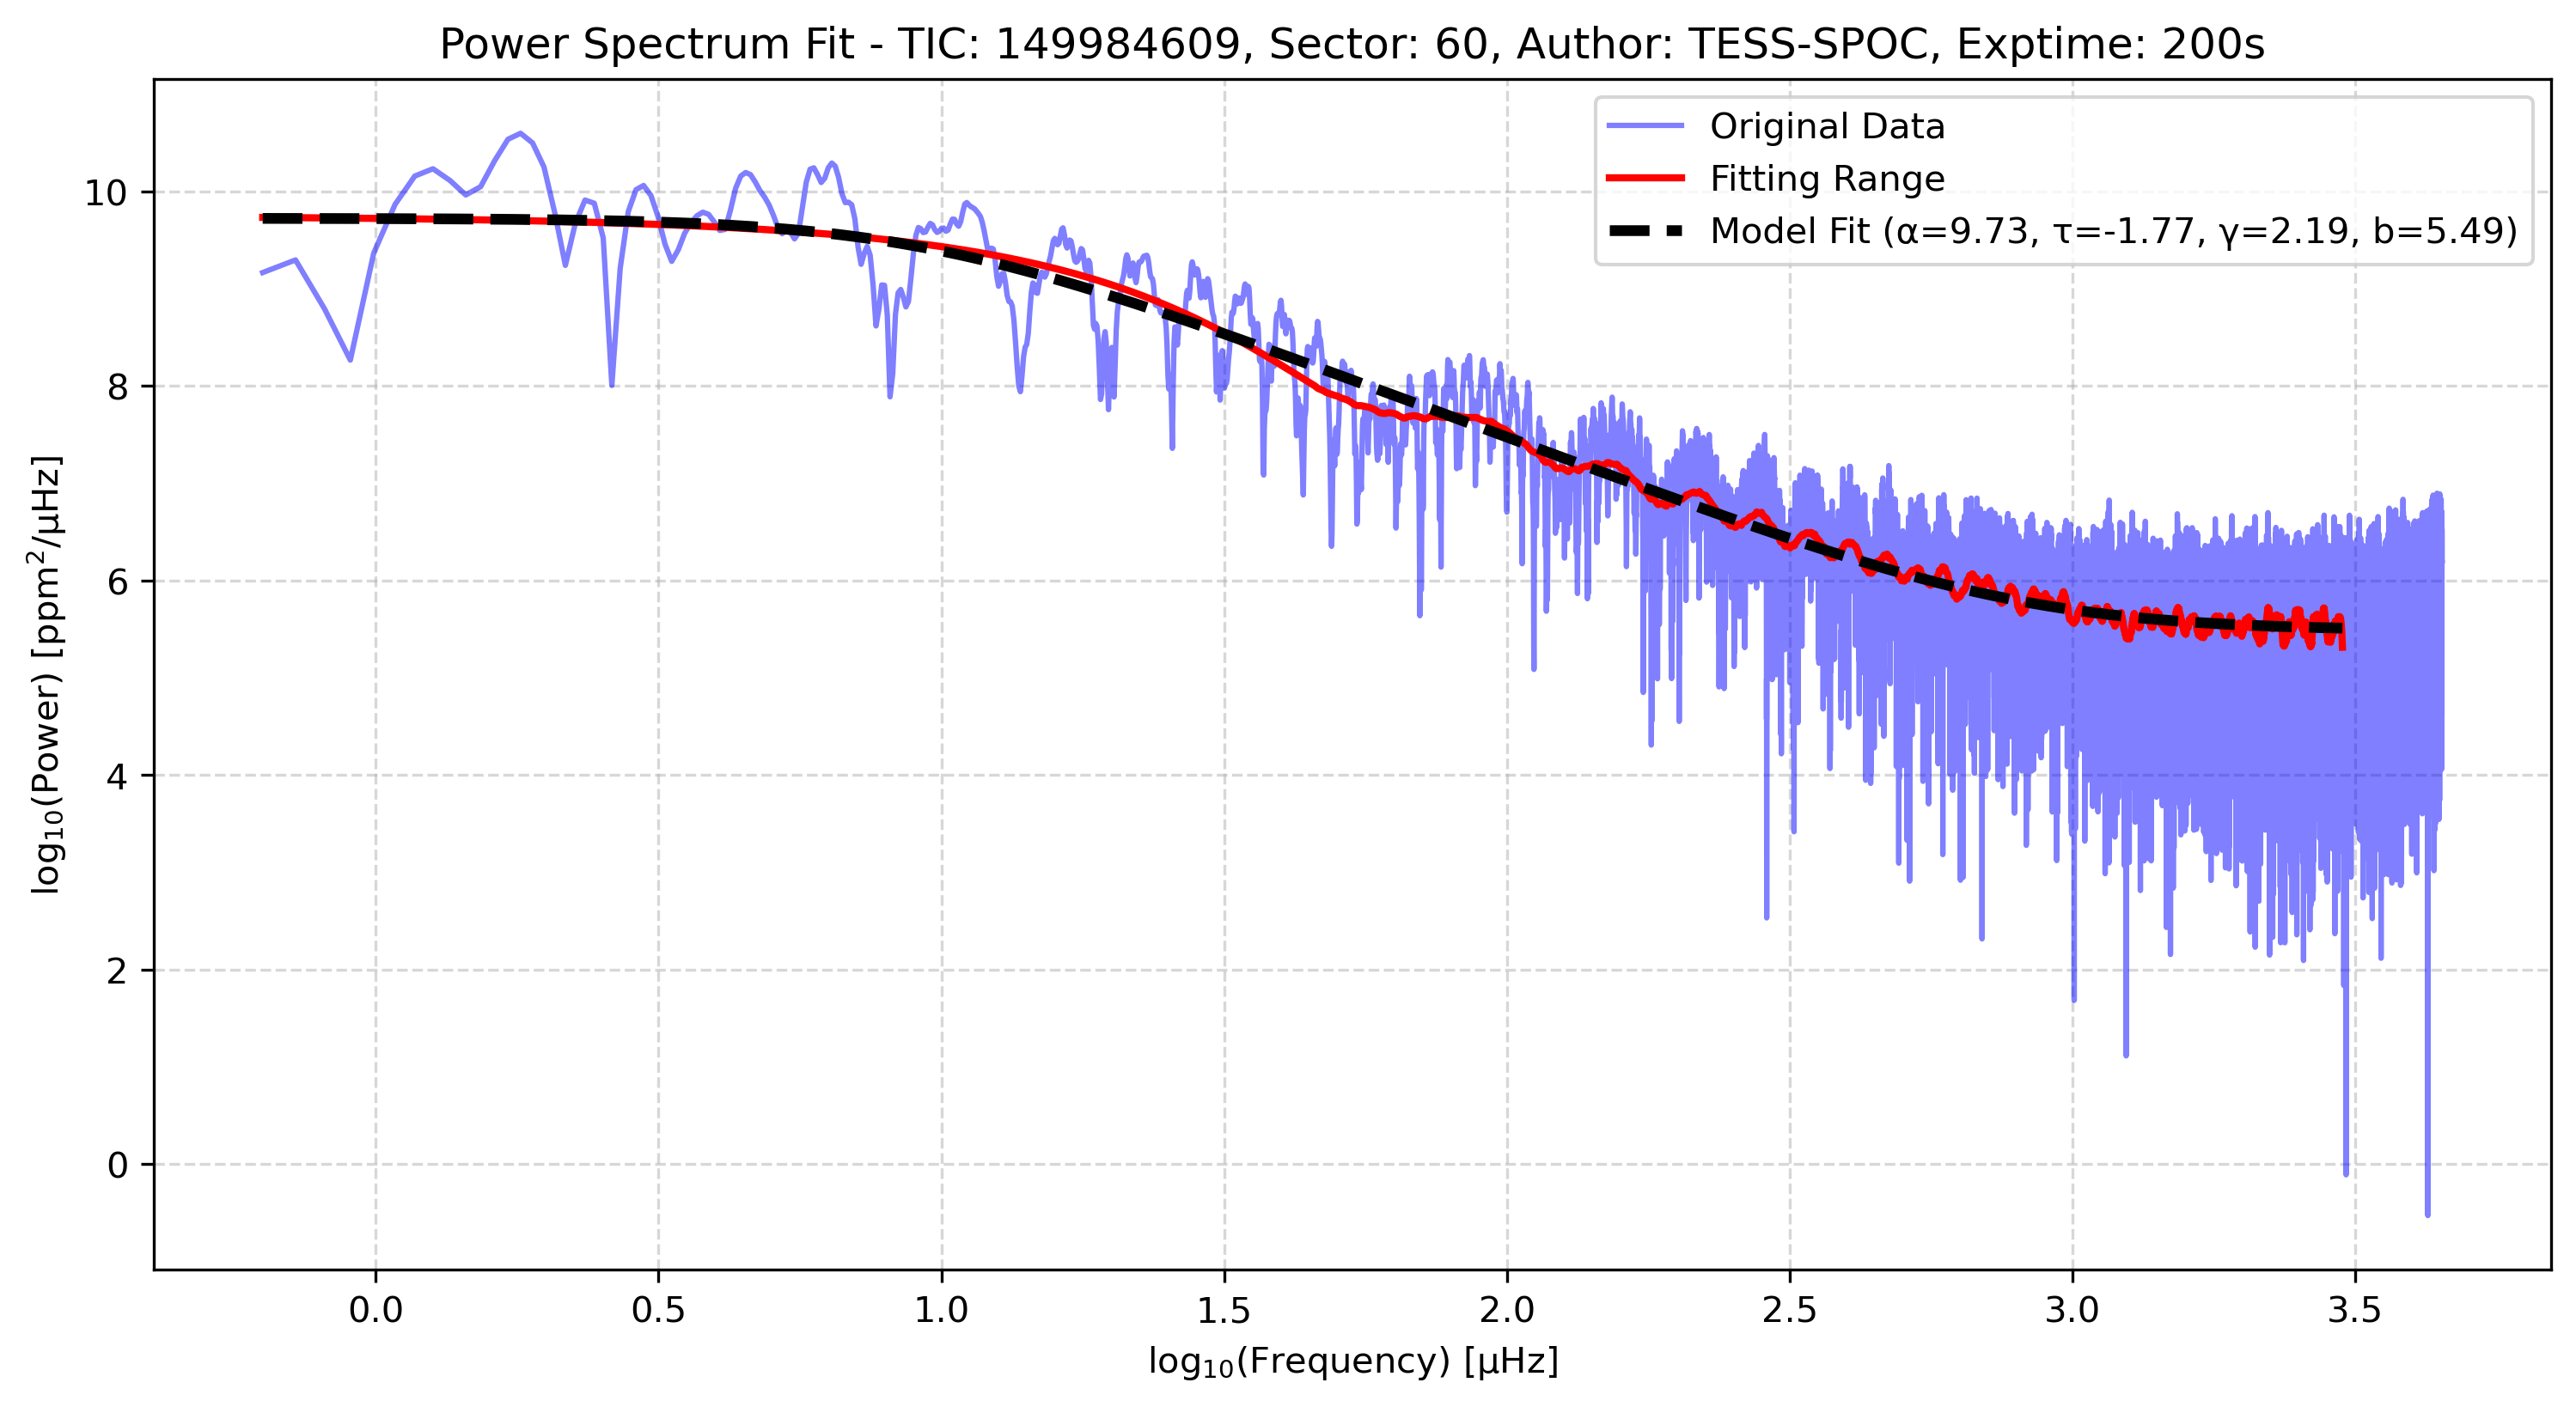 Power Spectrum Fit - TIC: 149984609, Sector: 60, Author: TESS-SPOC, Exptime: 200s
Original Data
Fitting Range
Model Fit (α=9.73, τ=-1.77, γ=2.19, b=5.49)
log₁₀(Power) [ppm²/μHz]
10
8
6
4
2
0
0.0 0.5 1.0 1.5 2.0 2.5 3.0 3.5
log₁₀(Frequency) [μHz]